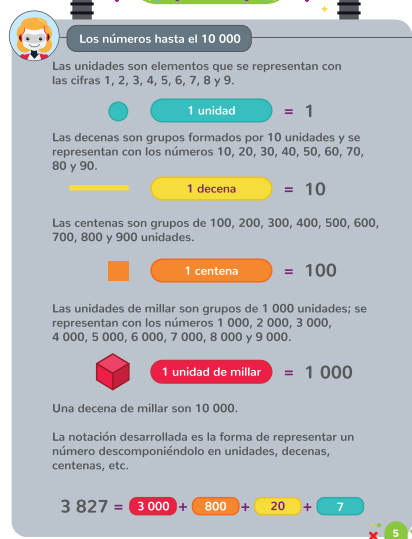 Los números hasta el 10 000
Las unidades son elementos que se representan con
las cifras 1, 2, 3, 4, 5, 6, 7, 8 y 9.
1 unidad = 1
Las decenas son grupos formados por 10 unidades y se
representan con los números 10, 20, 30, 40, 50, 60, 70,
80 y 90.
1 decena = 10
Las centenas son grupos de 100, 200, 300, 400, 500, 600,
700, 800 y 900 unidades.
1 centena = 100
Las unidades de millar son grupos de 1 000 unidades; se
representan con los números 1 000, 2 000, 3 000,
4 000, 5 000, 6 000, 7 000, 8 000 y 9 000.
1 unidad de millar = 1 000
Una decena de millar son 10 000.
La notación desarrollada es la forma de representar un
número descomponiéndolo en unidades, decenas,
centenas, etc.
3 827 = 3 000 + 800 + 20 + 7
5